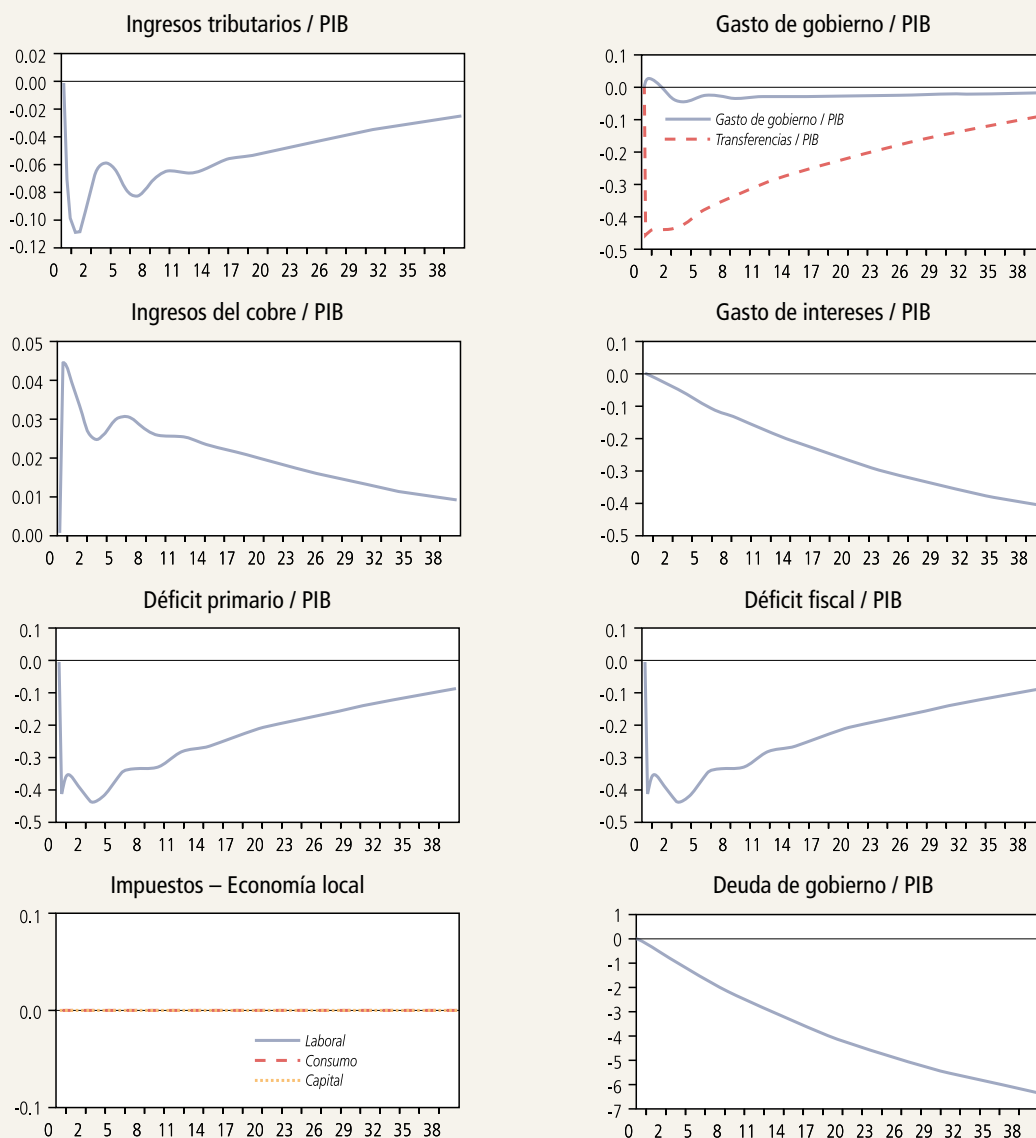 Ingresos tributarios / PIB
0.02
0.00
-0.02
-0.04
-0.06
-0.08
-0.10
-0.12
0 2 5 8 11 14 17 20 23 26 29 32 35 38
Gasto de gobierno / PIB
0.1
0.0
-0.1
-0.2
-0.3
-0.4
-0.5
Gasto de gobierno / PIB
Transferencias / PIB
0 2 5 8 11 14 17 20 23 26 29 32 35 38
Ingresos del cobre / PIB
0.05
0.04
0.03
0.02
0.01
0.00
0 2 5 8 11 14 17 20 23 26 29 32 35 38
Gasto de intereses / PIB
0.1
0.0
-0.1
-0.2
-0.3
-0.4
-0.5
0 2 5 8 11 14 17 20 23 26 29 32 35 38
Déficit primario / PIB
0.1
0.0
-0.1
-0.2
-0.3
-0.4
-0.5
0 2 5 8 11 14 17 20 23 26 29 32 35 38
Déficit fiscal / PIB
0.1
0.0
-0.1
-0.2
-0.3
-0.4
-0.5
0 2 5 8 11 14 17 20 23 26 29 32 35 38
Impuestos – Economía local
0.1
0.0
-0.1
Laboral
Consumo
Capital
0 2 5 8 11 14 17 20 23 26 29 32 35 38
Deuda de gobierno / PIB
1
0
-1
-2
-3
-4
-5
-6
-7
0 2 5 8 11 14 17 20 23 26 29 32 35 38